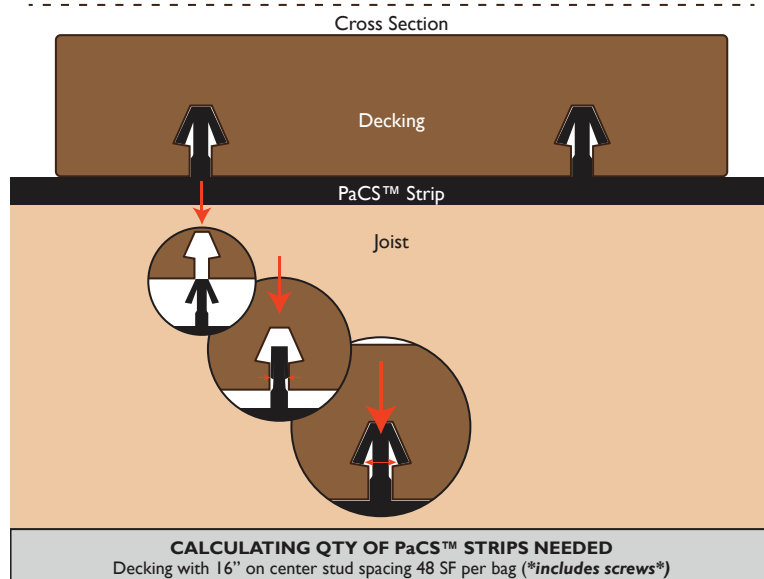 Cross Section
Decking
PaCS™ Strip
Joist
CALCULATING QTY OF PaCS™ STRIPS NEEDED
Decking with 16” on center stud spacing 48 SF per bag (*includes screws*)